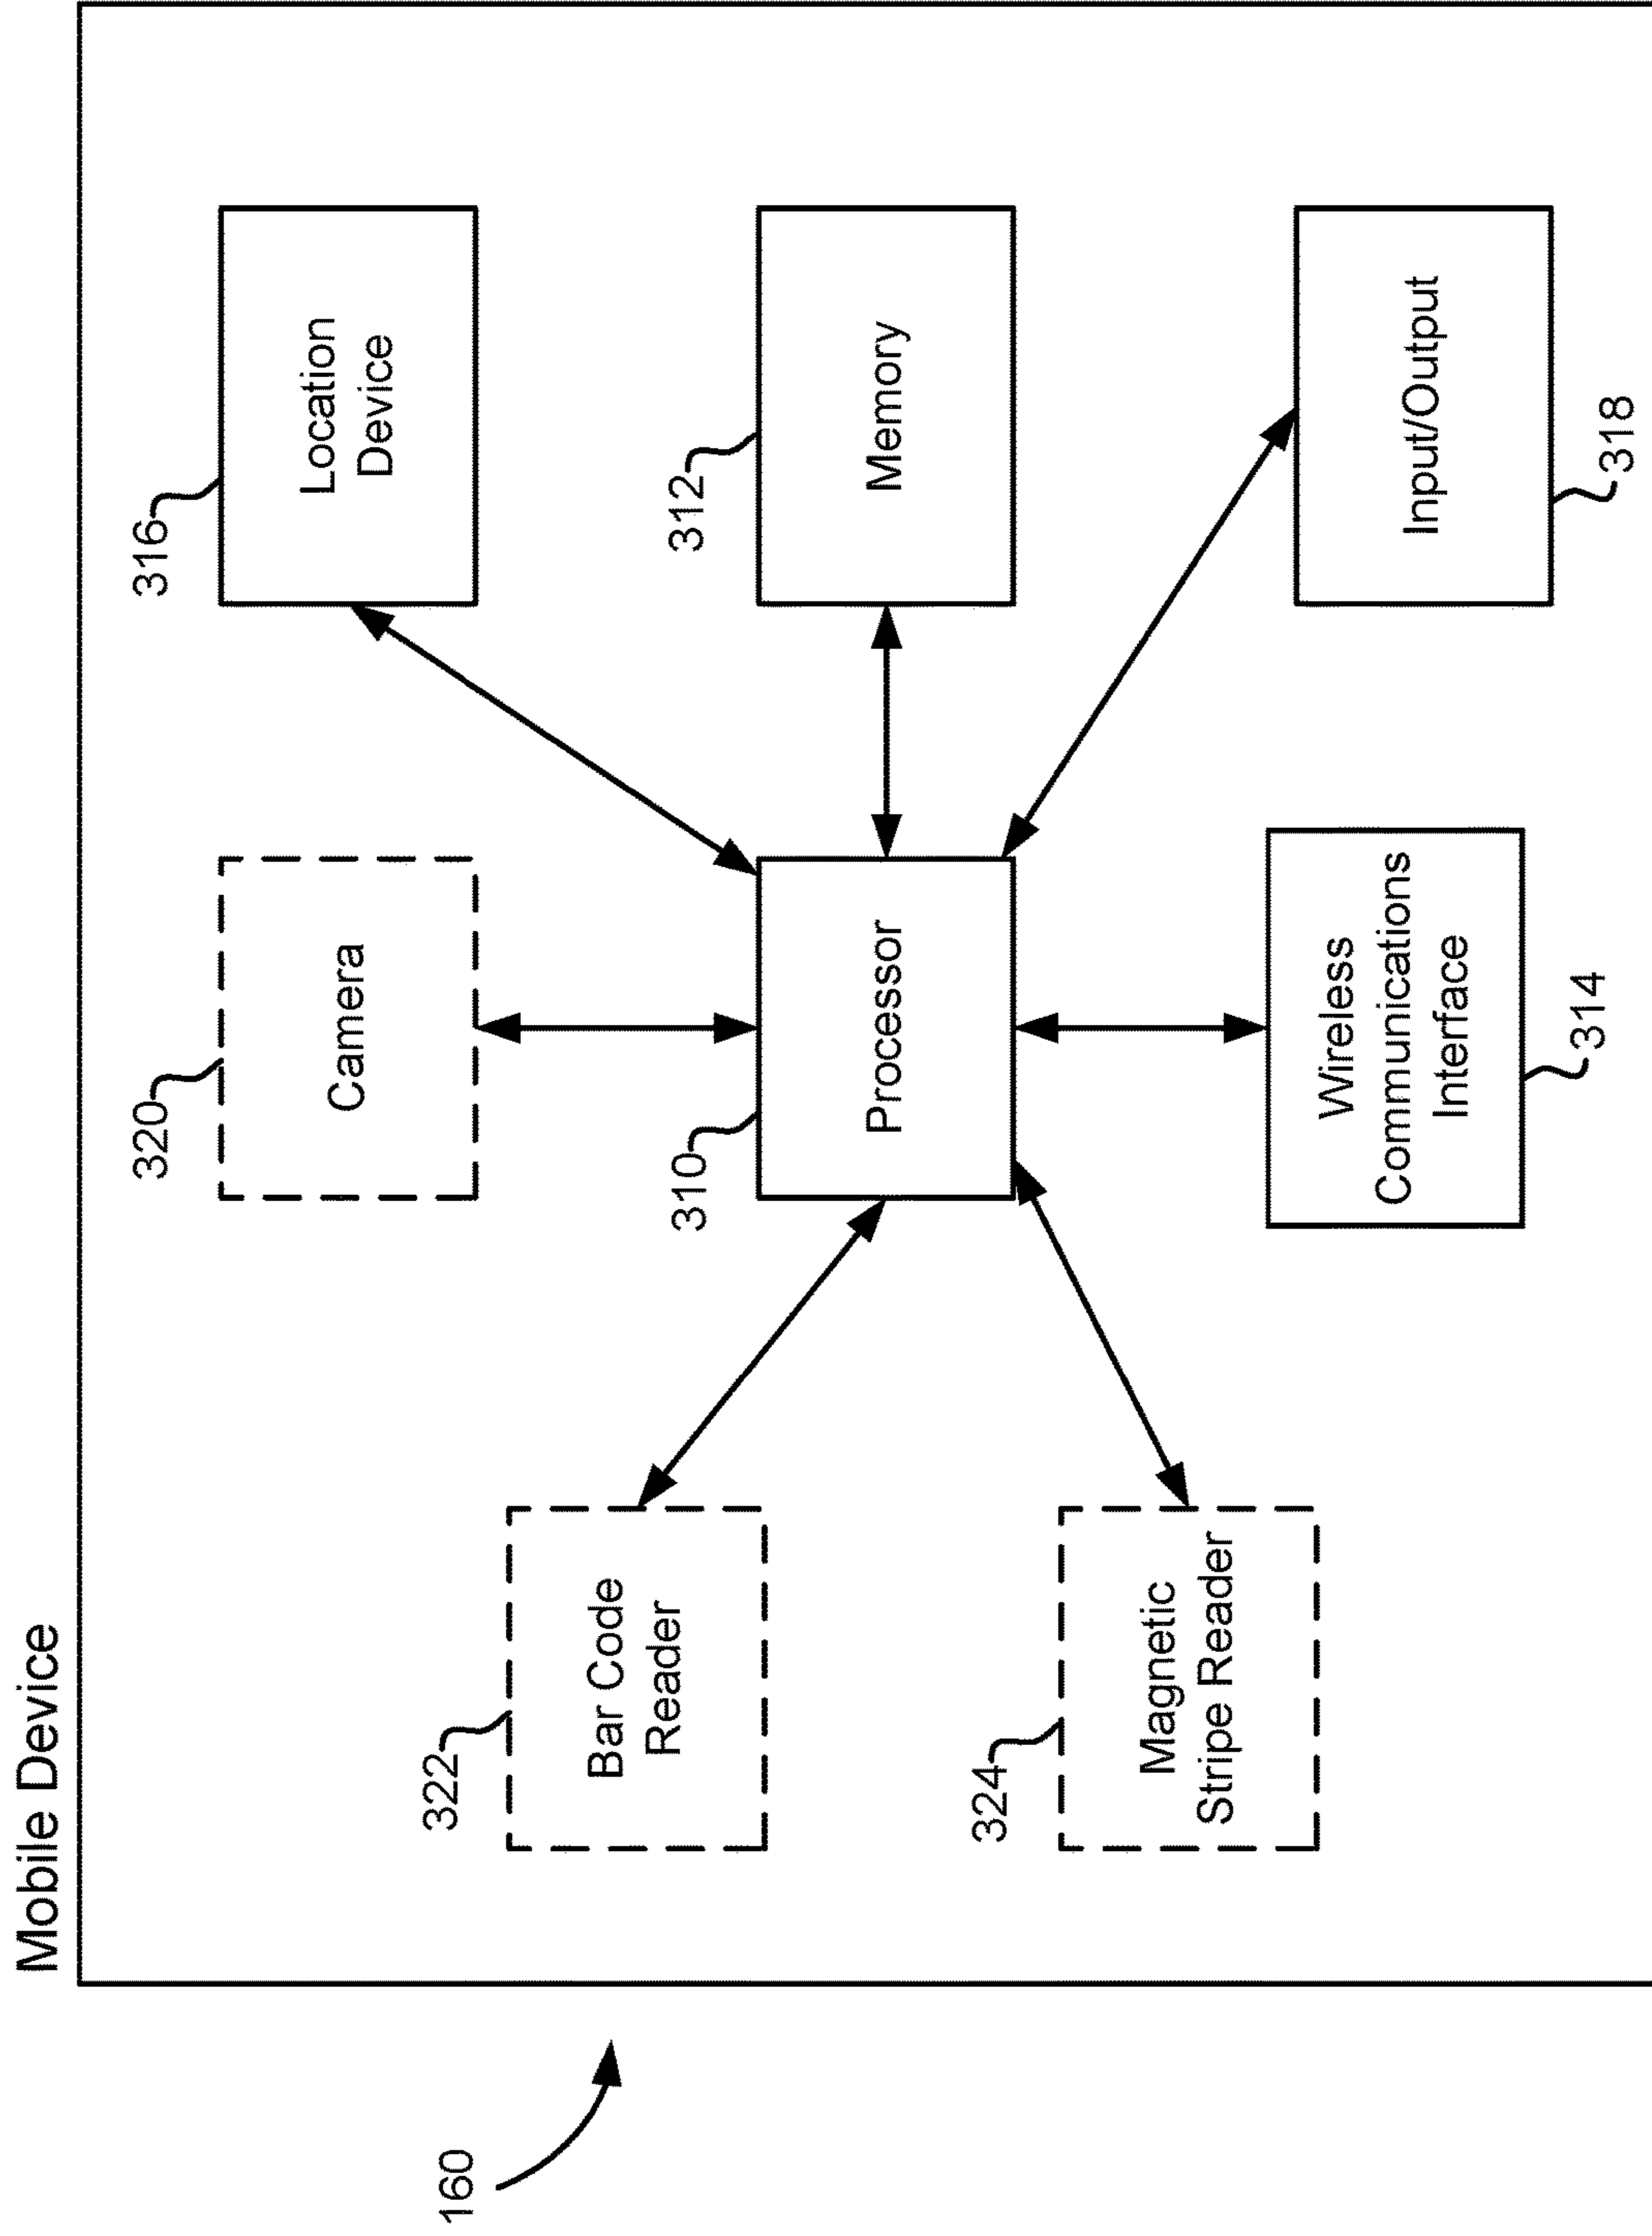 Mobile Device
160
320
Camera
316
Location
Device
322
Bar Code
Reader
310
Processor
312
Memory
324
Magnetic
Stripe Reader
Wireless
Communications
Interface
314
Input/Output
318